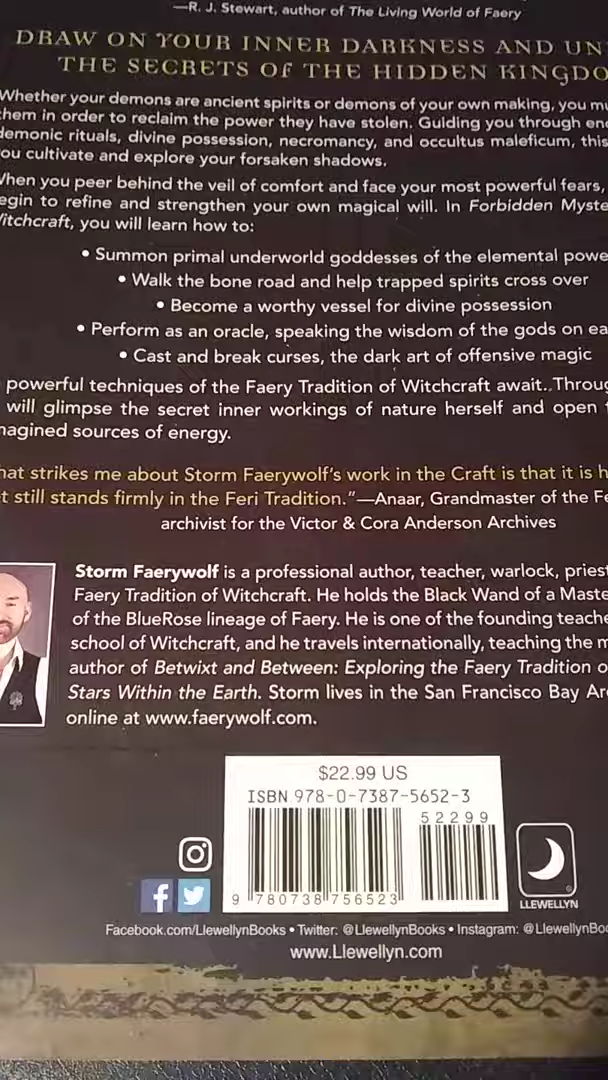 —R. J. Stewart, author of The Living World of Faery
DRAW ON YOUR INNER DARKNESS AND UN
THE SECRETS OF THE HIDDEN KINGDO
Whether your demons are ancient spirits or demons of your own making, you mu
them in order to reclaim the power they have stolen. Guiding you through en
demonic rituals, divine possession, necromancy, and occultus maleficum, this
ou cultivate and explore your forsaken shadows.
When you peer behind the veil of comfort and face your most powerful fears,
egin to refine and strengthen your own magical will. In Forbidden Myste
Witchcraft, you will learn how to:
• Summon primal underworld goddesses of the elemental powe
• Walk the bone road and help trapped spirits cross over
• Become a worthy vessel for divine possession
• Perform as an oracle, speaking the wisdom of the gods on ea
• Cast and break curses, the dark art of offensive magic
powerful techniques of the Faery Tradition of Witchcraft await. Throug
will glimpse the secret inner workings of nature herself and open t
magined sources of energy.
hat strikes me about Storm Faerywolf's work in the Craft is that it is h
t still stands firmly in the Feri Tradition."—Anaar, Grandmaster of the Fe
archivist for the Victor & Cora Anderson Archives
Storm Faerywolf is a professional author, teacher, warlock, priest
Faery Tradition of Witchcraft. He holds the Black Wand of a Maste
of the BlueRose lineage of Faery. He is one of the founding teache
school of Witchcraft, and he travels internationally, teaching the m
author of Betwixt and Between: Exploring the Faery Tradition o
Stars Within the Earth. Storm lives in the San Francisco Bay Are
online at www.faerywolf.com.
$22.99 US
ISBN 978-0-7387-5652-3
52299
9 780738 756523
LLEWELLYN
Facebook.com/LlewellynBooks • Twitter: @LlewellynBooks • Instagram: @LlewellynBoo
www.Llewellyn.com